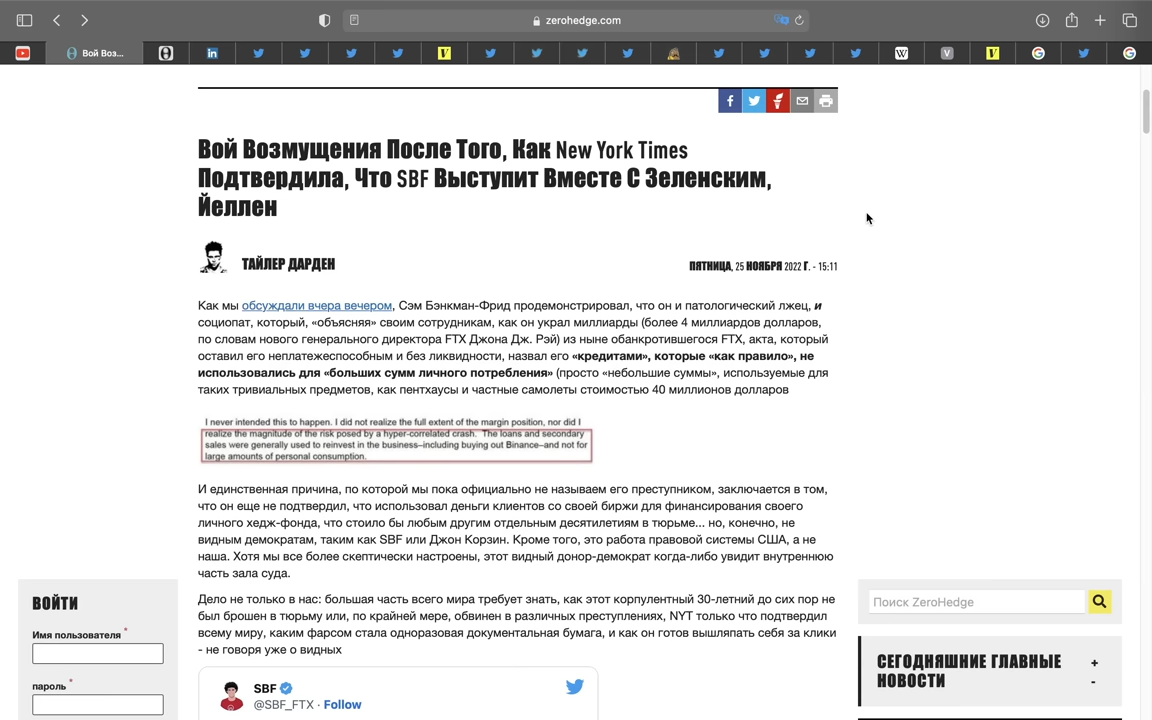 zerohedge.com
Вой Воз...
Вой Возмущения После Того, Как New York Times
Подтвердила, Что SBF Выступит Вместе С Зеленским,
Йеллен
ТАЙЛЕР ДАРДЕН
ПЯТНИЦА, 25 НОЯБРЯ 2022 Г. - 15:11
Как мы обсуждали вчера вечером, Сэм Бэнкман-Фрид продемонстрировал, что он и патологический лжец, и
социопат, который, «объясняя» своим сотрудникам, как он украл миллиарды (более 4 миллиардов долларов,
по словам нового генерального директора FTX Джона Дж. Рэй) из ныне обанкротившегося FTX, акта, который
оставил его неплатежеспособным и без ликвидности, назвал его «кредитами», которые «как правило», не
использовались для «больших сумм личного потребления» (просто «небольшие суммы», используемые для
таких тривиальных предметов, как пентхаусы и частные самолеты стоимостью 40 миллионов долларов
I never intended this to happen. I did not realize the full extent of the margin position, nor did I
realize the magnitude of the risk posed by a hyper-correlated crash. The loans and secondary
sales were generally used to reinvest in the business–including buying out Binance–and not for
large amounts of personal consumption.
И единственная причина, по которой мы пока официально не называем его преступником, заключается в том,
что он еще не подтвердил, что использовал деньги клиентов со своей биржи для финансирования своего
личного хедж-фонда, что стоило бы любым другим отдельным десятилетиям в тюрьме... но, конечно, не
видным демократам, таким как SBF или Джон Корзин. Кроме того, это работа правовой системы США, а не
наша. Хотя мы все более скептически настроены, этот видный донор-демократ когда-либо увидит внутреннюю
часть зала суда.
Дело не только в нас: большая часть всего мира требует знать, как этот корпулентный 30-летний до сих пор не
был брошен в тюрьму или, по крайней мере, обвинен в различных преступлениях, NYT только что подтвердил
всему миру, каким фарсом стала одноразовая документальная бумага, и как он готов вышляпать себя за клики
- не говоря уже о видных
SBF
@SBF_FTX · Follow
ВОЙТИ
Имя пользователя *
пароль *
Поиск ZeroHedge
СЕГОДНЯШНИЕ ГЛАВНЫЕ
НОВОСТИ
+
-